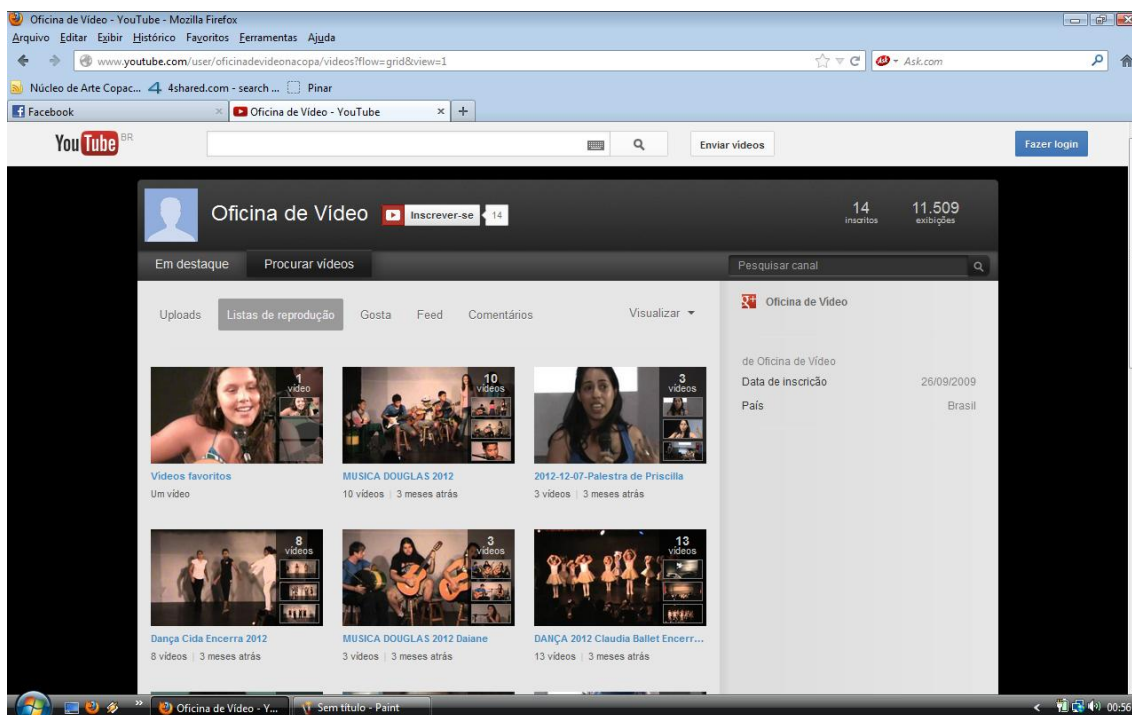 Oficina de Vídeo - YouTube - Mozilla Firefox
Arquivo Editar Exibir Histórico Favoritos Ferramentas Ajuda
www.youtube.com/user/oficinadevideonacopa/videos?flow=grid&view=1
Ask.com
Núcleo de Arte Copac... 4shared.com - search ... Pinar
Facebook
Oficina de Vídeo - YouTube
YouTube BR
Enviar vídeos
Fazer login
Oficina de Vídeo
Inscrever-se 14
14 11.509
inscritos exibições
Em destaque Procurar vídeos
Pesquisar canal
Uploads Listas de reprodução Gosta Feed Comentários Visualizar
Oficina de Vídeo
de Oficina de Vídeo
Data de inscrição 26/09/2009
País Brasil
1 vídeo
10 vídeos
3 vídeos
Vídeos favoritos
Um vídeo
MUSICA DOUGLAS 2012
10 vídeos | 3 meses atrás
2012-12-07-Palestra de Priscilla
3 vídeos | 3 meses atrás
8 vídeos
3 vídeos
13 vídeos
Dança Cida Encerra 2012
8 vídeos | 3 meses atrás
MUSICA DOUGLAS 2012 Daiane
3 vídeos | 3 meses atrás
DANÇA 2012 Claudia Ballet Encerr...
13 vídeos | 3 meses atrás
Oficina de Vídeo - Y...
Sem título - Paint
00:56